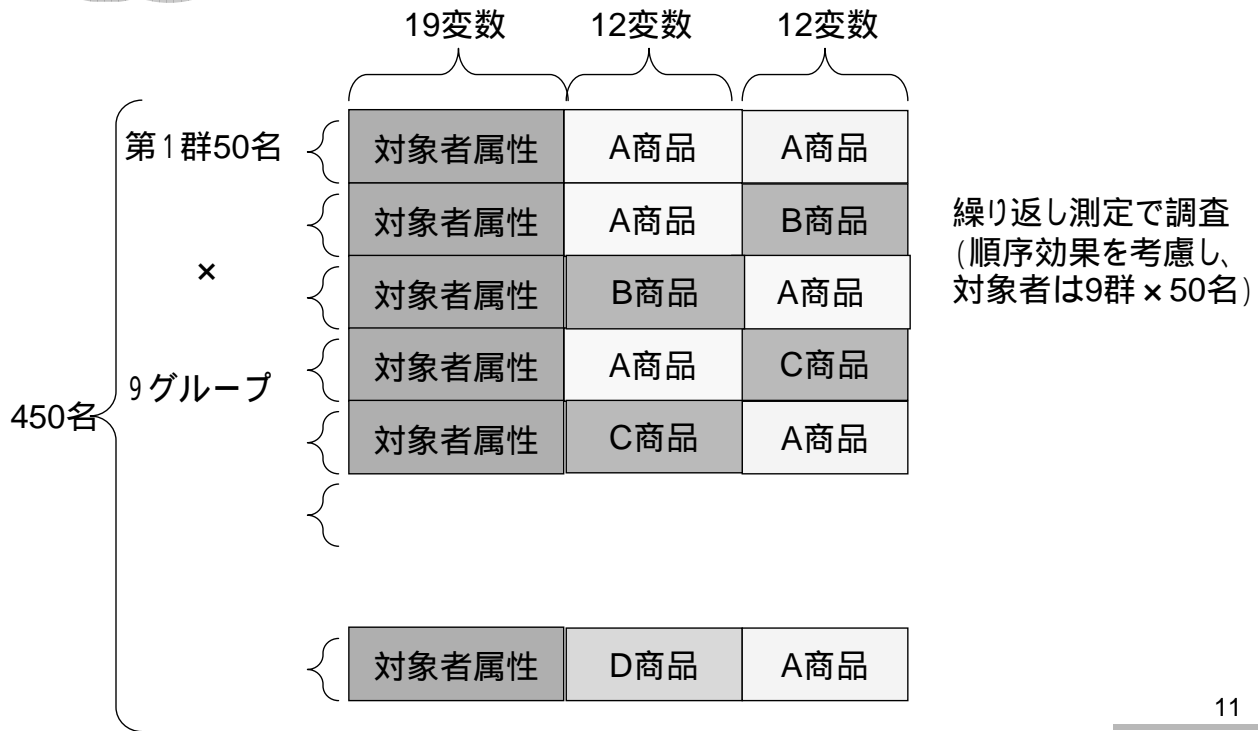 19変数 12変数 12変数
第1群50名 対象者属性 A商品 A商品
対象者属性 A商品 B商品
× 対象者属性 B商品 A商品
9グループ 対象者属性 A商品 C商品
450名 対象者属性 C商品 A商品
対象者属性 D商品 A商品
繰り返し測定で調査
(順序効果を考慮し、
対象者は9群×50名)
11